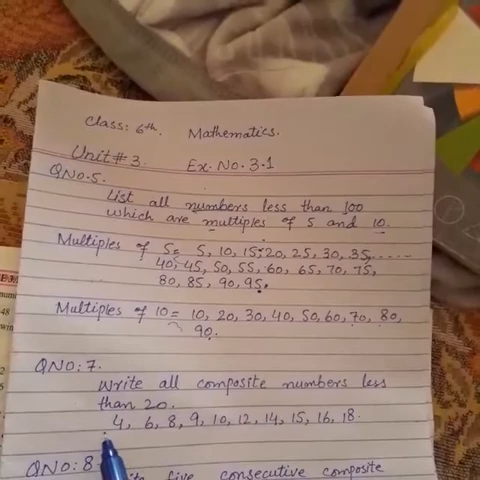 Class: 6th. Mathematics.
Unit # 3. Ex. No. 3.1
QNO.5.
List all numbers less than 100
which are multiples of 5 and 10.
Multiples of 5 = 5, 10, 15, 20, 25, 30, 35, ......
40, 45, 50, 55, 60, 65, 70, 75,
80, 85, 90, 95.
Multiples of 10 = 10, 20, 30, 40, 50, 60, 70, 80,
90.
QNO: 7.
Write all composite numbers less
than 20.
4, 6, 8, 9, 10, 12, 14, 15, 16, 18.
QNO: 8
five consecutive composite